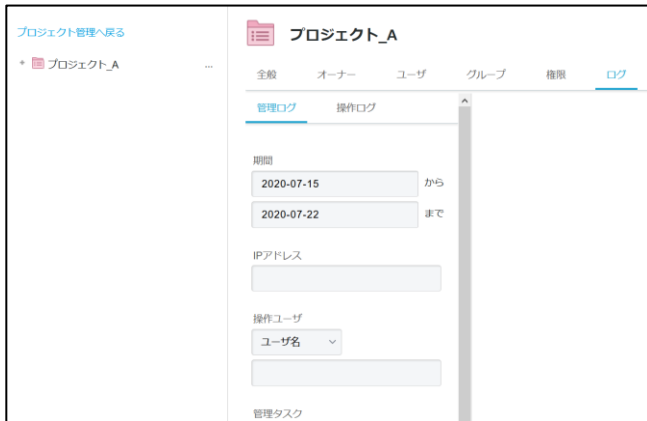 プロジェクト管理へ戻る
プロジェクト_A
...
プロジェクト_A
全般 オーナー ユーザ グループ 権限 ログ
管理ログ 操作ログ
期間
2020-07-15 から
2020-07-22 まで
IPアドレス
操作ユーザ
ユーザ名
管理タスク